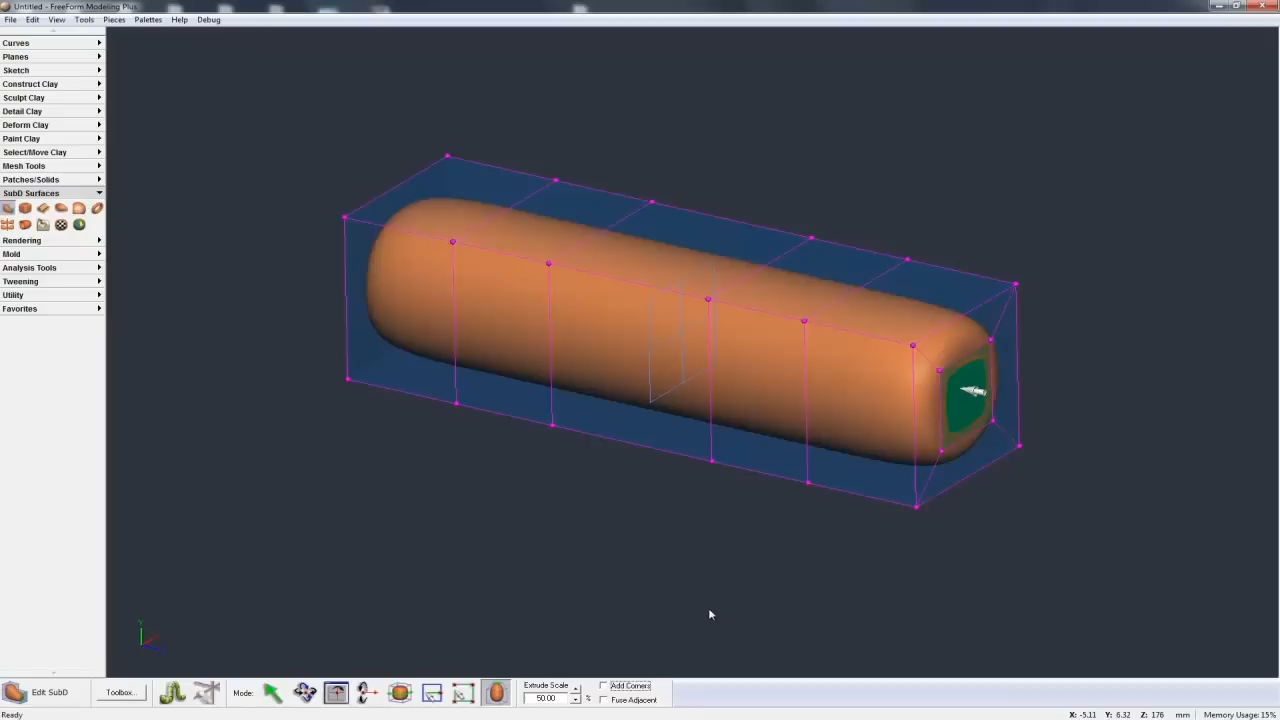 Untitled - FreeForm Modeling Plus
File Edit View Tools Pieces Palettes Help Debug
Curves
Planes
Sketch
Construct Clay
Sculpt Clay
Detail Clay
Deform Clay
Paint Clay
Select/Move Clay
Mesh Tools
Patches/Solids
SubD Surfaces
Rendering
Mold
Analysis Tools
Tweening
Utility
Favorites
Y
Edit SubD Toolbox... Mode: Extrude Scale 50.00 % Add Corners
Fuse Adjacent
Ready X: -5.11 Y: 6.32 Z: 176 mm Memory Usage: 15%